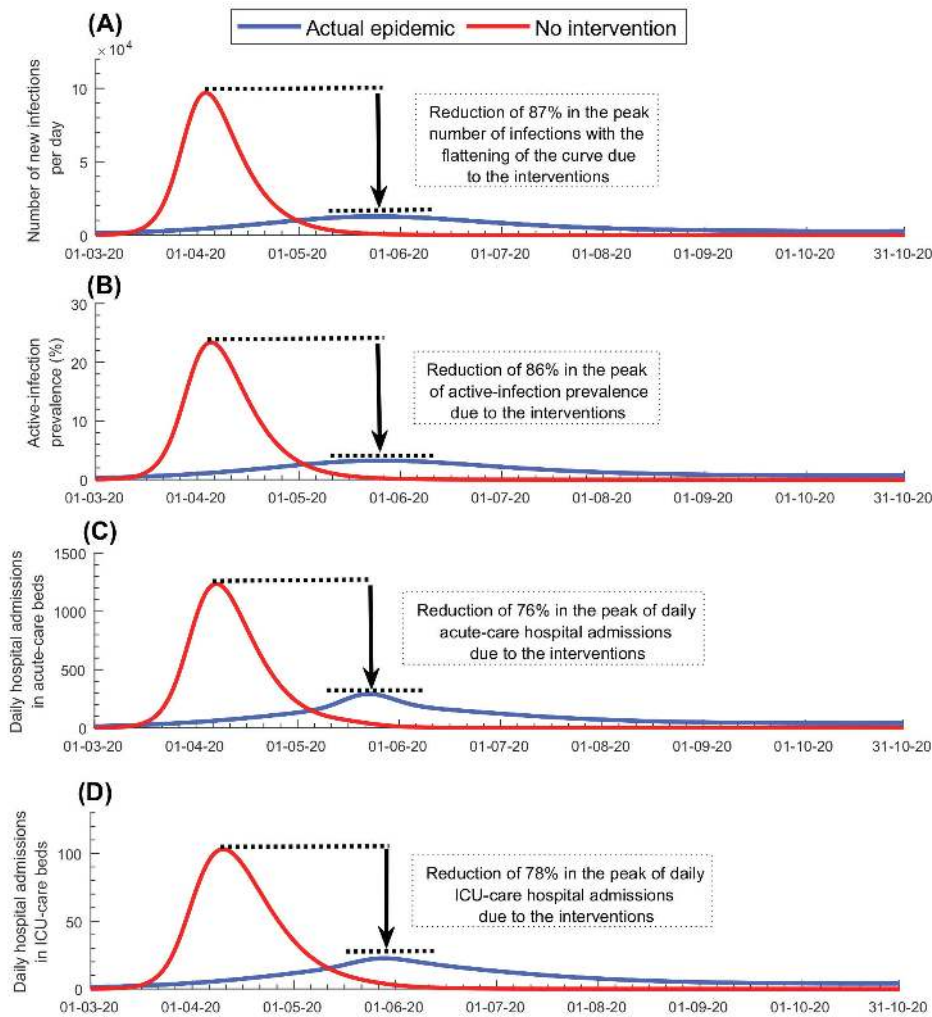 (A)
Actual epidemic
No intervention
× 10⁴
Number of new infections
per day
10
5
0
Reduction of 87% in the peak
number of infections with the
flattening of the curve due
to the interventions
01-03-20 01-04-20 01-05-20 01-06-20 01-07-20 01-08-20 01-09-20 01-10-20 31-10-20
(B)
Active-infection
prevalence (%)
30
20
10
0
Reduction of 86% in the peak
of active-infection prevalence
due to the interventions
01-03-20 01-04-20 01-05-20 01-06-20 01-07-20 01-08-20 01-09-20 01-10-20 31-10-20
(C)
Daily hospital admissions
in acute-care beds
1500
1000
500
0
Reduction of 76% in the peak of daily
acute-care hospital admissions
due to the interventions
01-03-20 01-04-20 01-05-20 01-06-20 01-07-20 01-08-20 01-09-20 01-10-20 31-10-20
(D)
Daily hospital admissions
in ICU-care beds
100
50
0
Reduction of 78% in the peak of daily
ICU-care hospital admissions
due to the interventions
01-03-20 01-04-20 01-05-20 01-06-20 01-07-20 01-08-20 01-09-20 01-10-20 31-10-20